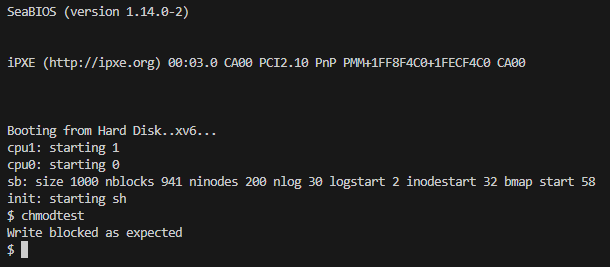 SeaBIOS (version 1.14.0-2)
iPXE (http://ipxe.org) 00:03.0 CA00 PCI2.10 PnP PMM+1FF8F4C0+1FECF4C0 CA00
Booting from Hard Disk..xv6...
cpu1: starting 1
cpu0: starting 0
sb: size 1000 nblocks 941 ninodes 200 nlog 30 logstart 2 inodestart 32 bmap start 58
init: starting sh
$ chmodtest
Write blocked as expected
$